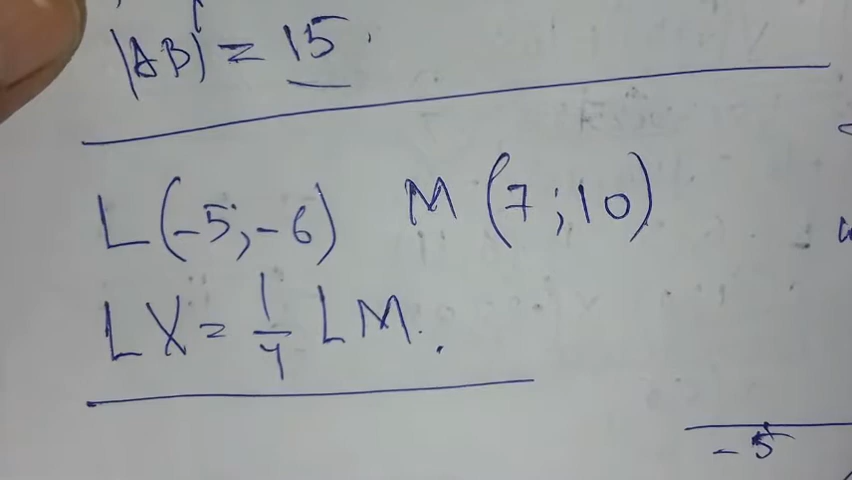 |AB| = 15.
L(-5;-6) M(7;10)
LX = 1/4 LM.
-5